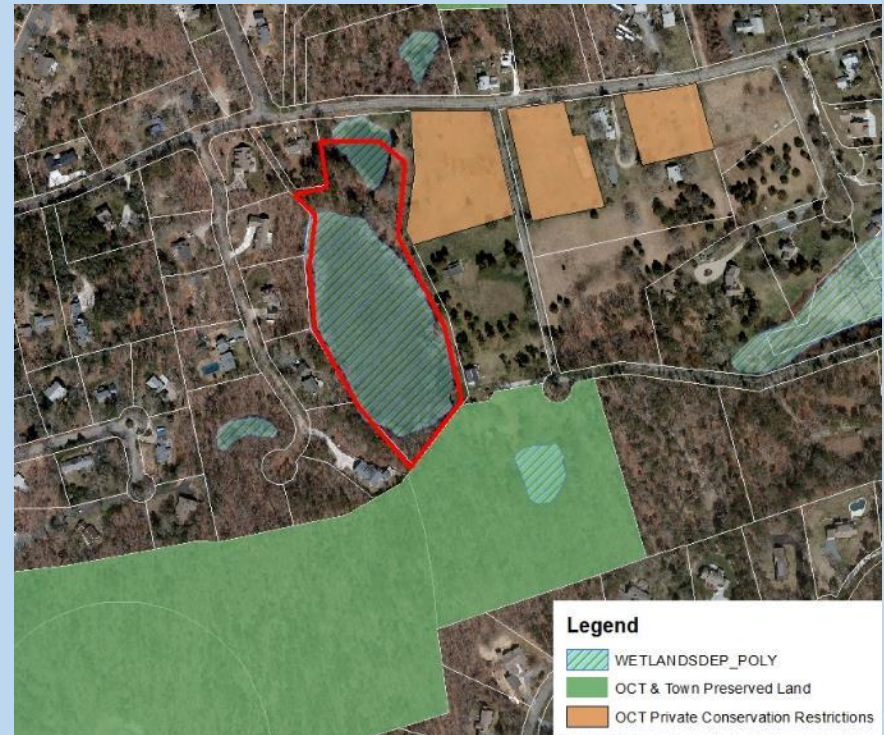 Legend
WETLANDSDEP_POLY
OCT & Town Preserved Land
OCT Private Conservation Restrictions